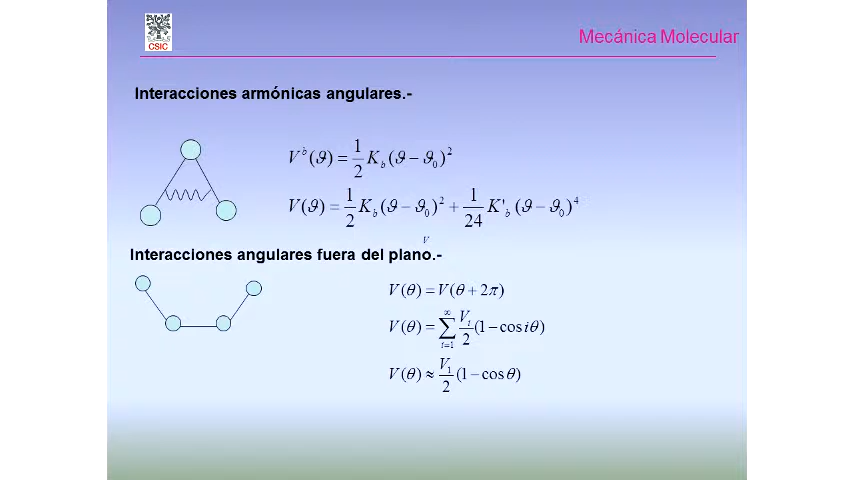 CSIC
Mecánica Molecular
Interacciones armónicas angulares.-
V^b(ϑ) = 1/2 K_b (ϑ − ϑ_0)^2
V(ϑ) = 1/2 K_b (ϑ − ϑ_0)^2 + 1/24 K'_b (ϑ − ϑ_0)^4
V
Interacciones angulares fuera del plano.-
V(θ) = V(θ + 2π)
V(θ) = ∑_{i=1}^{∞} V_i/2 (1 − cos iθ)
V(θ) ≈ V_1/2 (1 − cos θ)